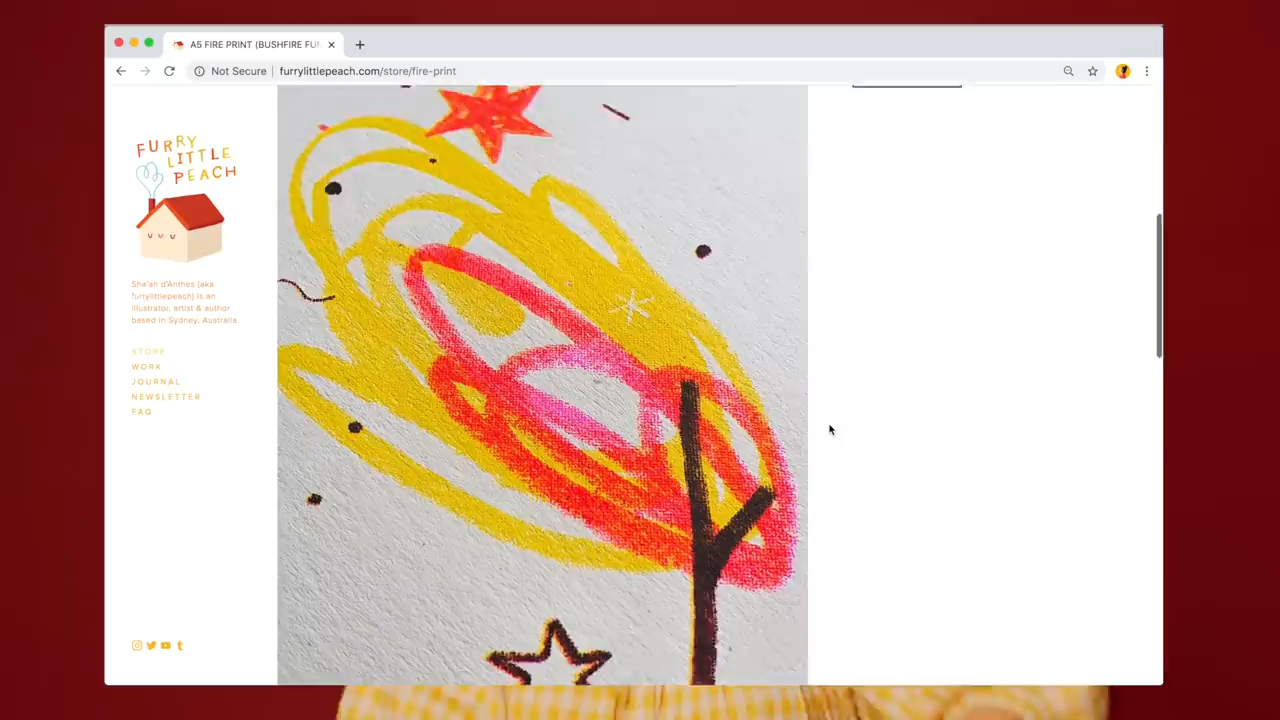 A5 FIRE PRINT (BUSHFIRE FUN
Not Secure
furrylittlepeach.com/store/fire-print
FURRY
LITTLE
PEACH
Sha'an d'Anthes (aka
furrylittlepeach) is an
illustrator, artist & author
based in Sydney, Australia.
STORE
WORK
JOURNAL
NEWSLETTER
FAQ